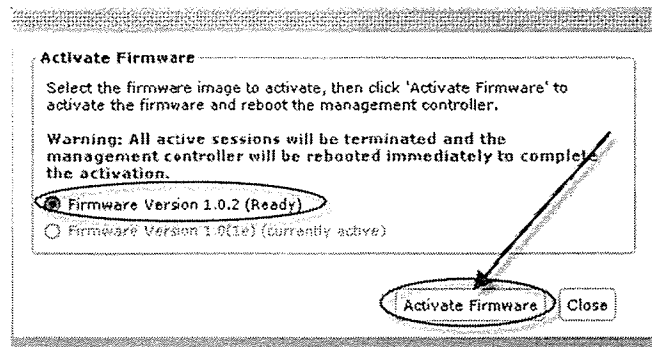 Activate Firmware
Select the firmware image to activate, then click 'Activate Firmware' to
activate the firmware and reboot the management controller.
Warning: All active sessions will be terminated and the
management controller will be rebooted immediately to complete
the activation.
Firmware Version 1.0.2 (Ready)
Firmware Version 1.0(1e) (currently active)
Activate Firmware Close